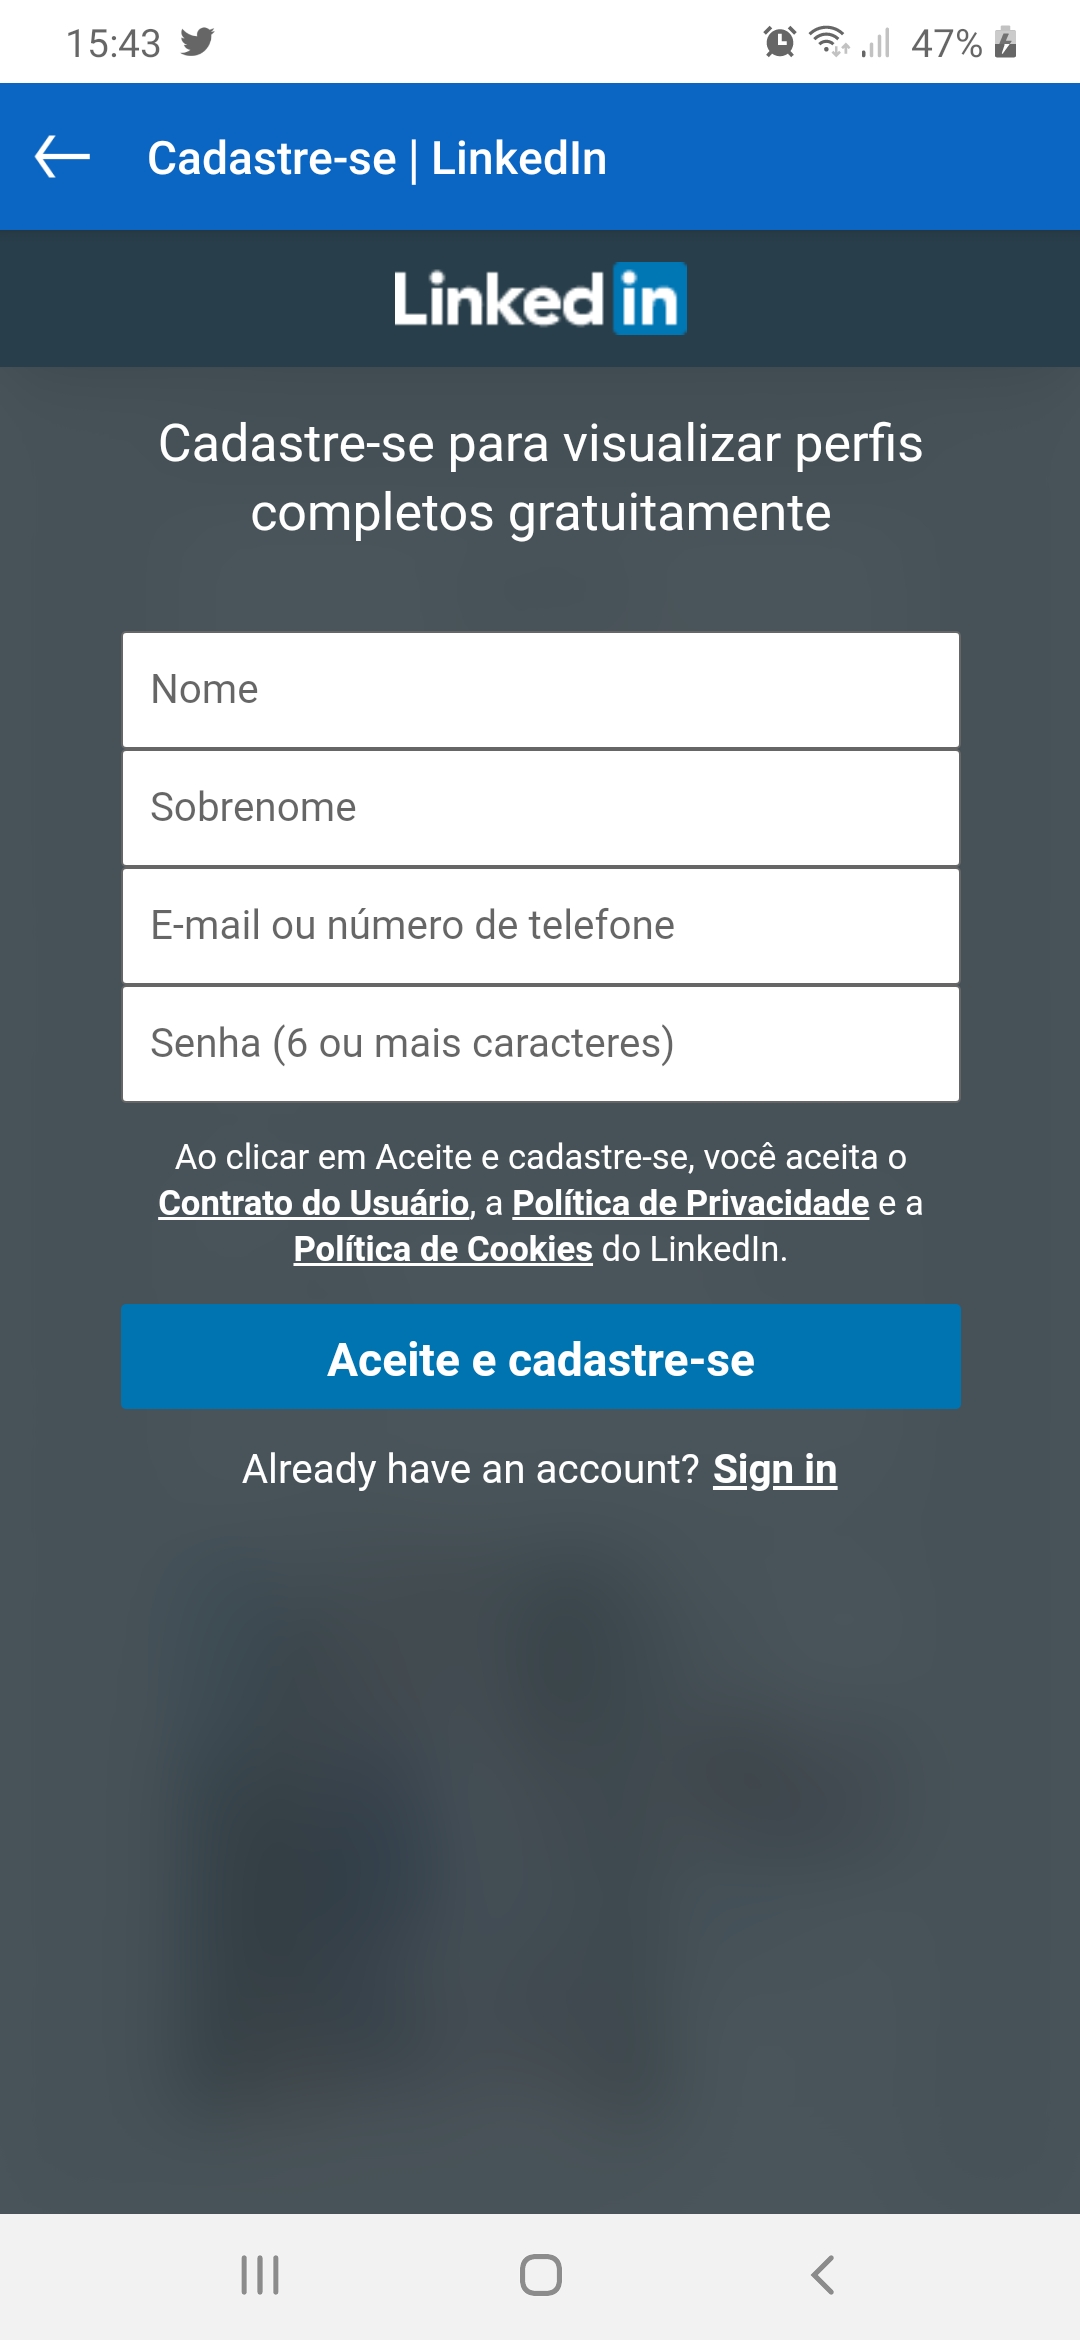 15:43 47%
Cadastre-se | LinkedIn
Linked in
Cadastre-se para visualizar perfis
completos gratuitamente
Nome
Sobrenome
E-mail ou número de telefone
Senha (6 ou mais caracteres)
Ao clicar em Aceite e cadastre-se, você aceita o
Contrato do Usuário, a Política de Privacidade e a
Política de Cookies do LinkedIn.
Aceite e cadastre-se
Already have an account? Sign in